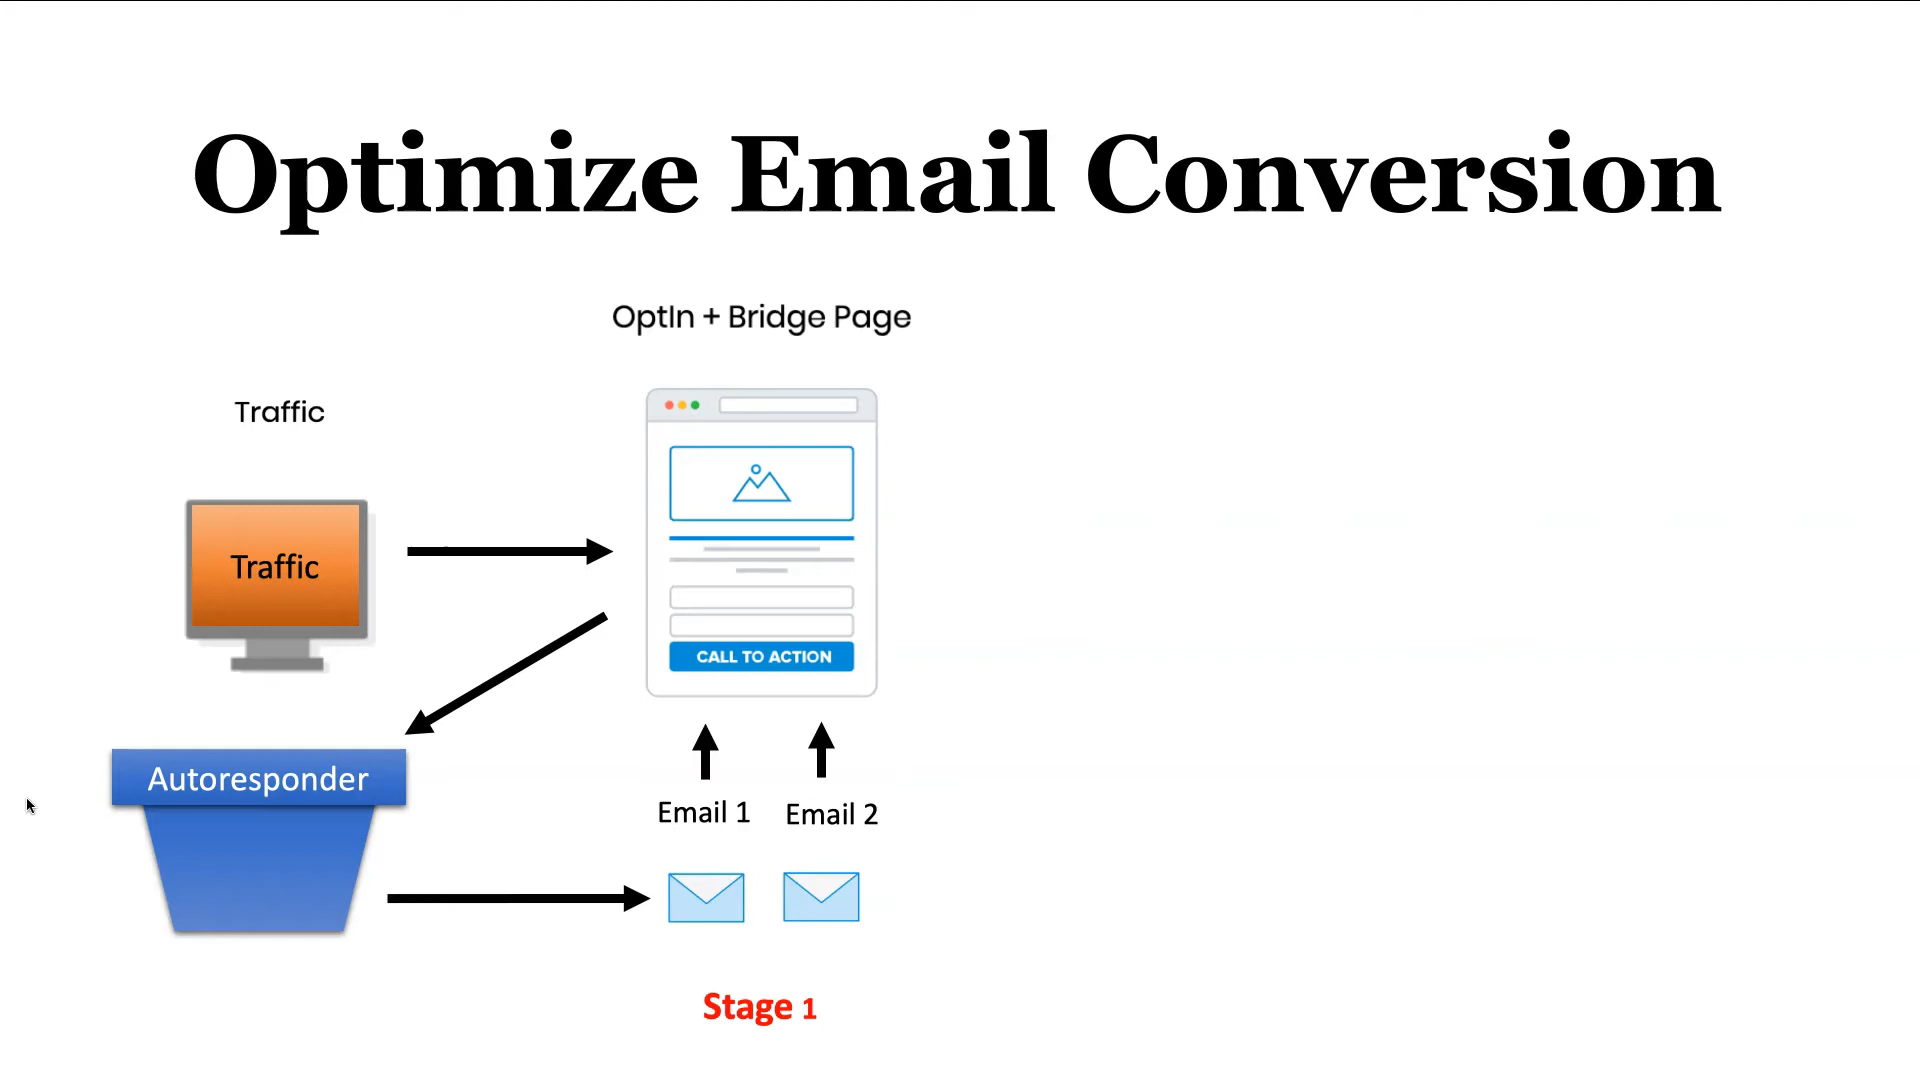 Optimize Email Conversion
OptIn + Bridge Page
Traffic
Traffic
CALL TO ACTION
Autoresponder
Email 1
Email 2
Stage 1